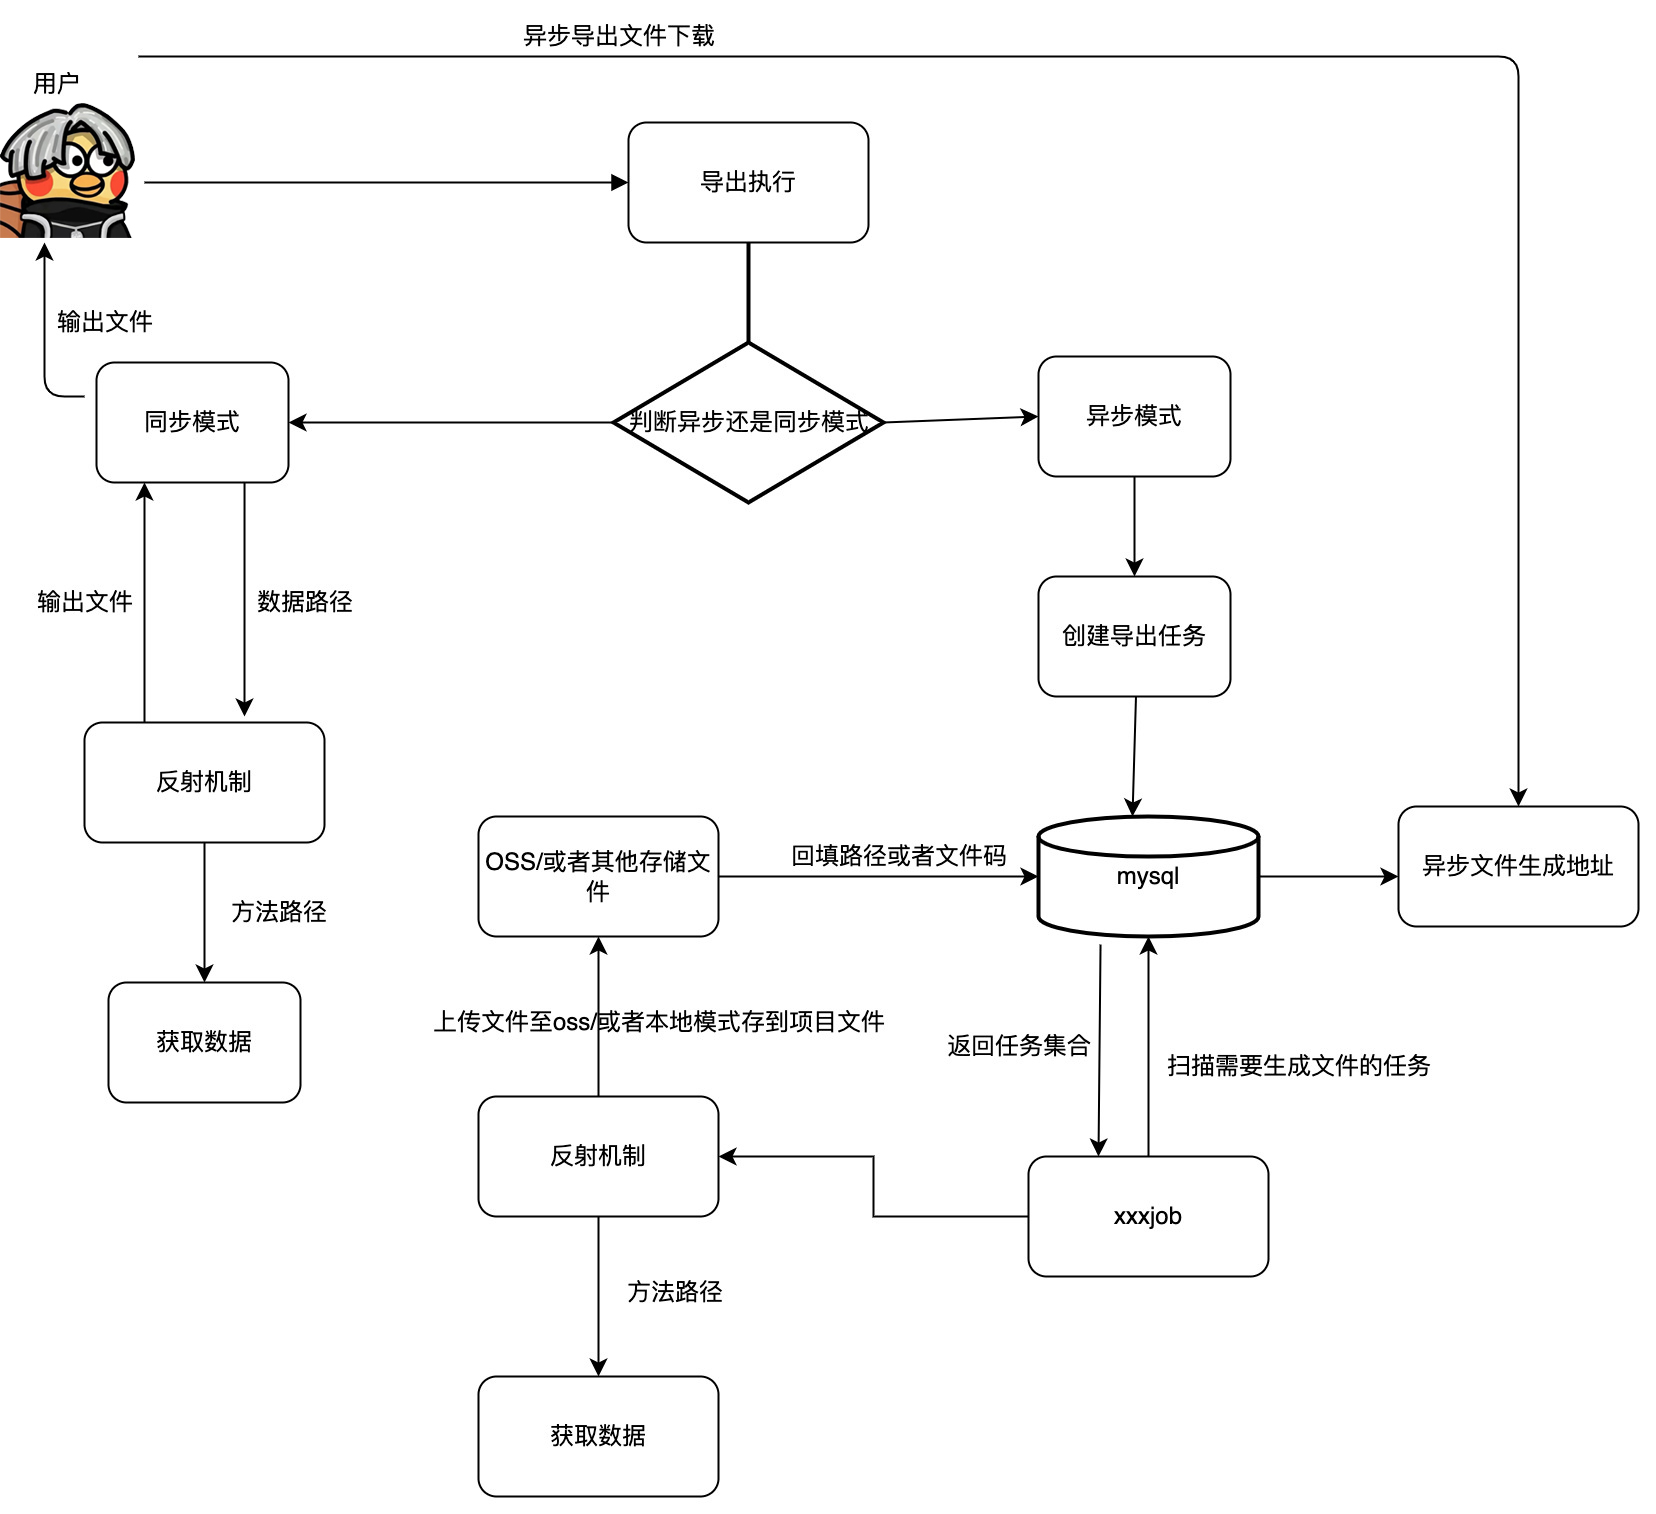 异步导出文件下载
用户
导出执行
输出文件
同步模式
判断异步还是同步模式
异步模式
输出文件
数据路径
创建导出任务
反射机制
OSS/或者其他存储文
件
回填路径或者文件码
mysql
异步文件生成地址
方法路径
获取数据
上传文件至oss/或者本地模式存到项目文件
返回任务集合
扫描需要生成文件的任务
反射机制
xxxjob
方法路径
获取数据